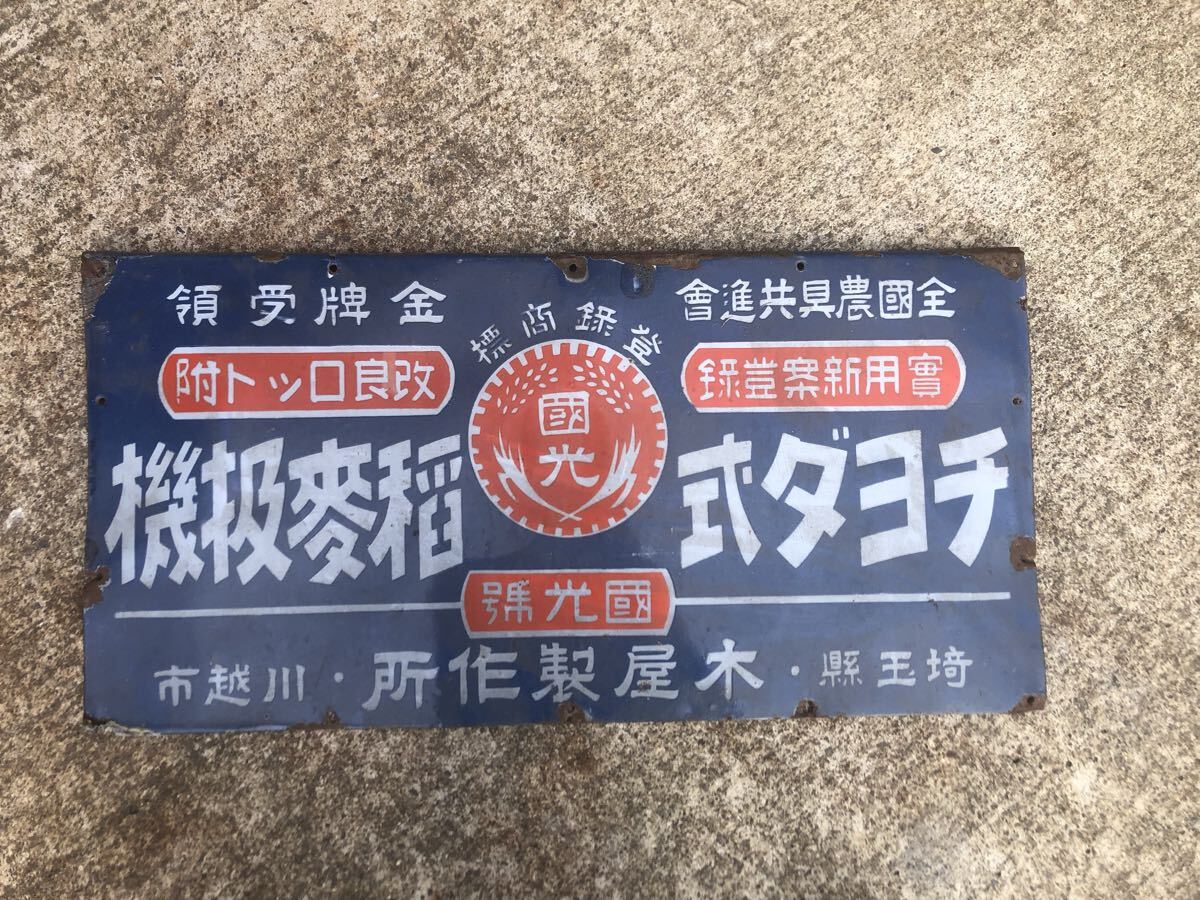 全國農具共進會
金牌受領
登錄商標
實用新案登錄
改良ロット附
國光
チヨダ式
稻麥扱機
國光號
埼玉縣・木屋製作所・川越市